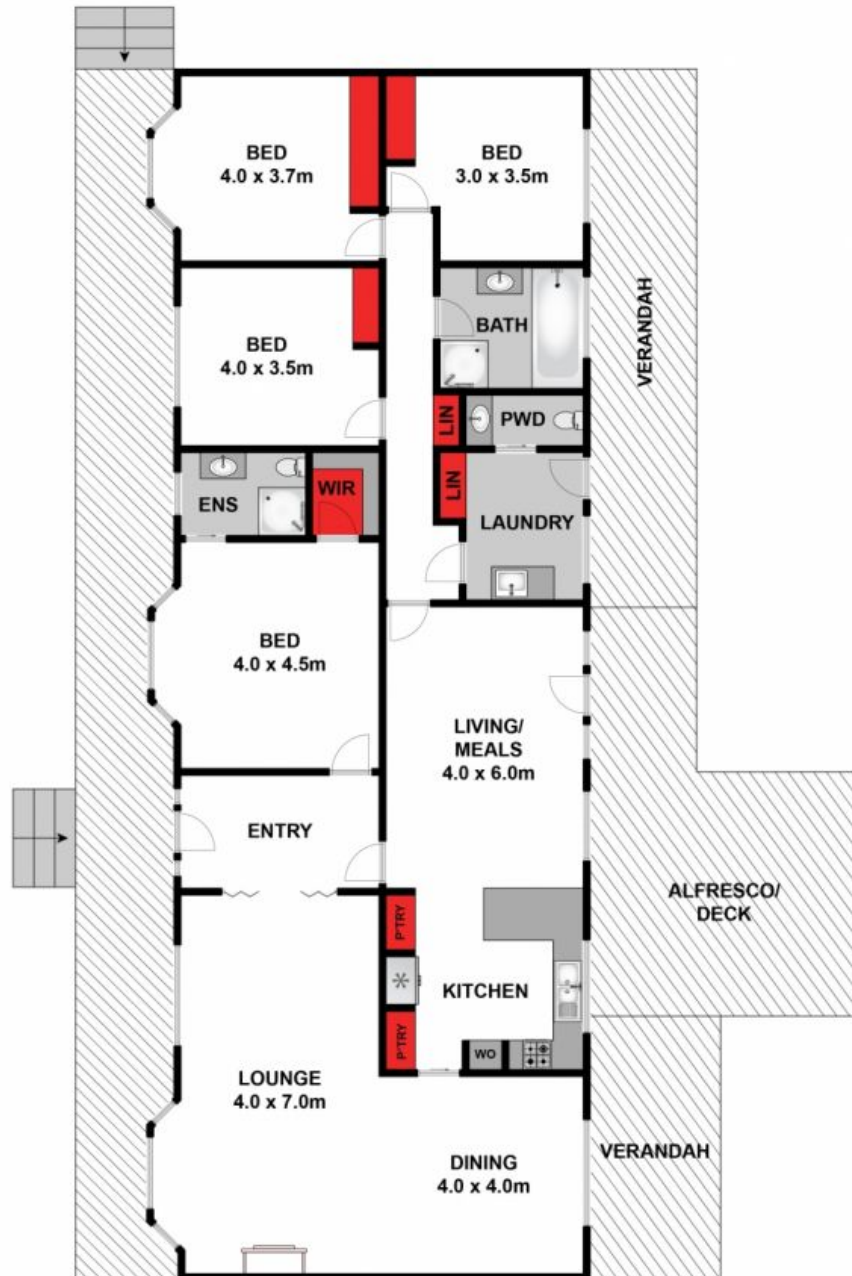 BED
4.0 x 3.7m
BED
3.0 x 3.5m
BED
4.0 x 3.5m
BATH
VERANDAH
LIN
PWD
LIN
LAUNDRY
ENS
WIR
BED
4.0 x 4.5m
LIVING/
MEALS
4.0 x 6.0m
ENTRY
ALFRESCO/
DECK
P'TRY
KITCHEN
P'TRY
WO
LOUNGE
4.0 x 7.0m
DINING
4.0 x 4.0m
VERANDAH